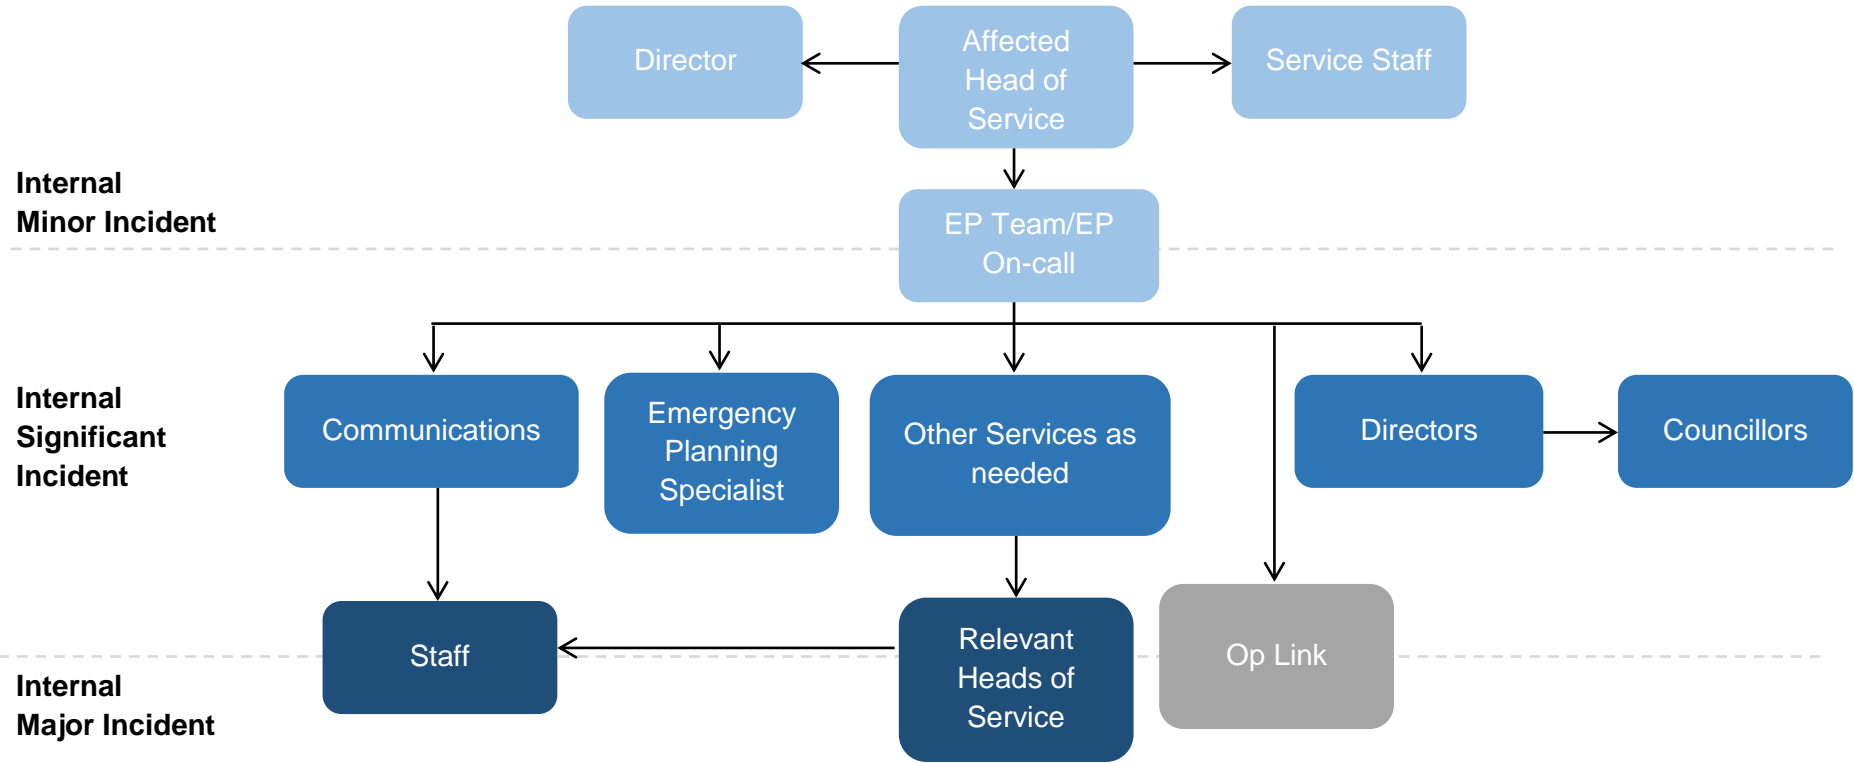 Director
Affected
Head of
Service
Service Staff
Internal
Minor Incident
EP Team/EP
On-call
Internal
Significant
Incident
Communications
Emergency
Planning
Specialist
Other Services as
needed
Directors
Councillors
Staff
Relevant
Heads of
Service
Op Link
Internal
Major Incident